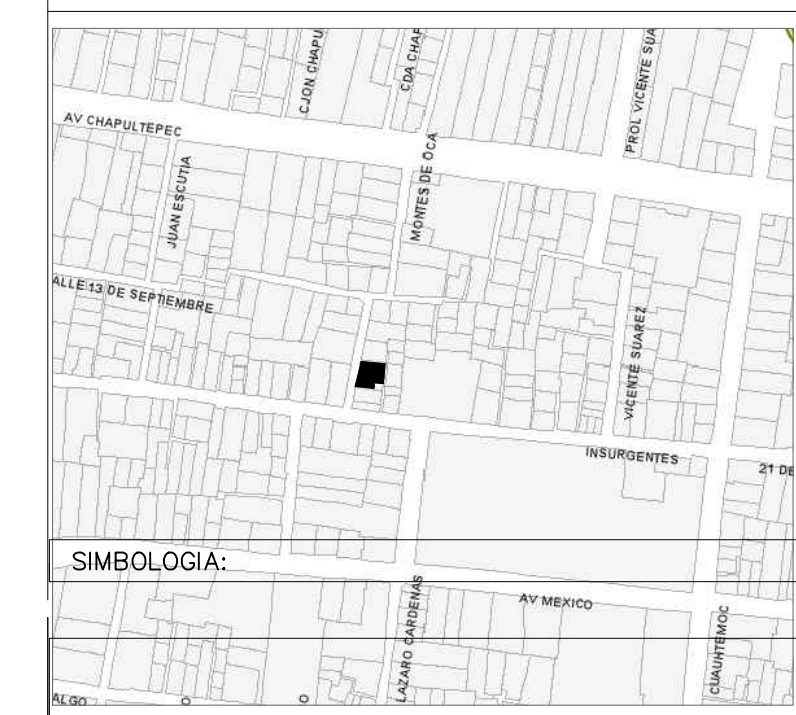 CJON CHAPU
CDA CHAP
PROL VICENTE SUA
AV CHAPULTEPEC
JUAN ESCUTIA
MONTES DE OCA
ALLE 13 DE SEPTIEMBRE
VICENTE SUAREZ
INSURGENTES
21 DE
SIMBOLOGIA:
AV MEXICO
LAZARO CARDENAS
CUAUHTEMOC
ALGO
O
O